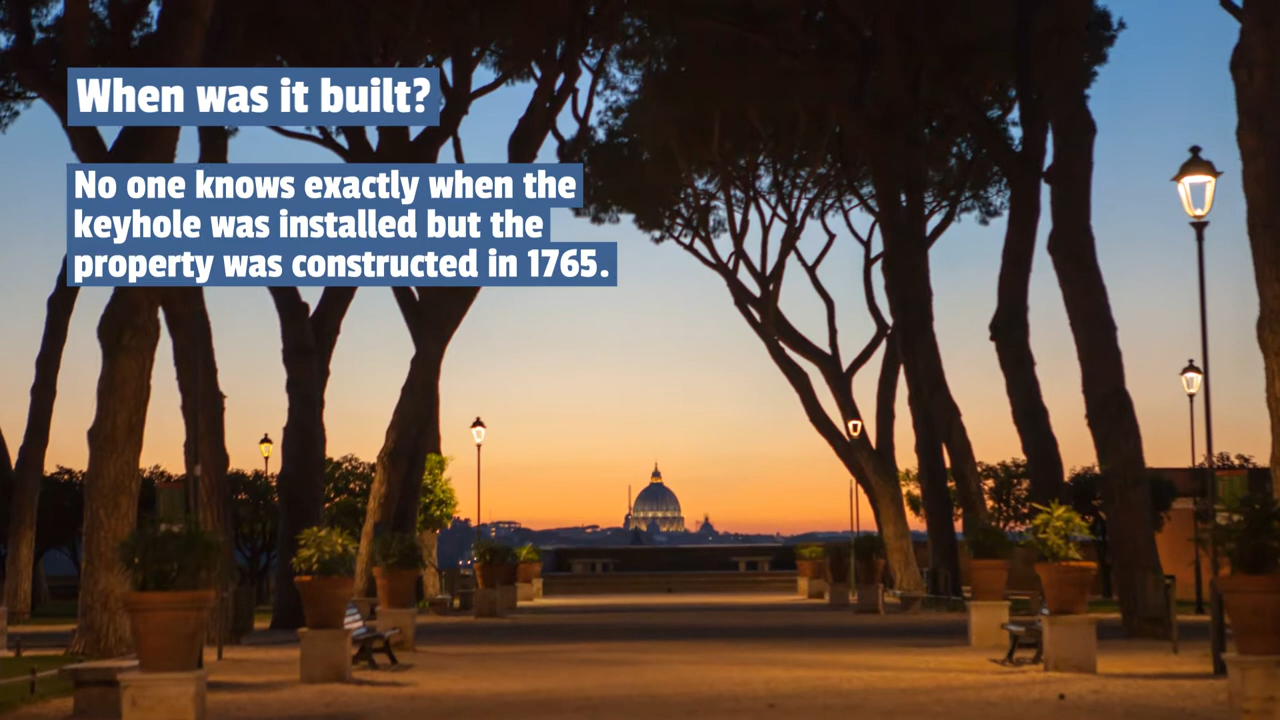 When was it built?
No one knows exactly when the
keyhole was installed but the
property was constructed in 1765.